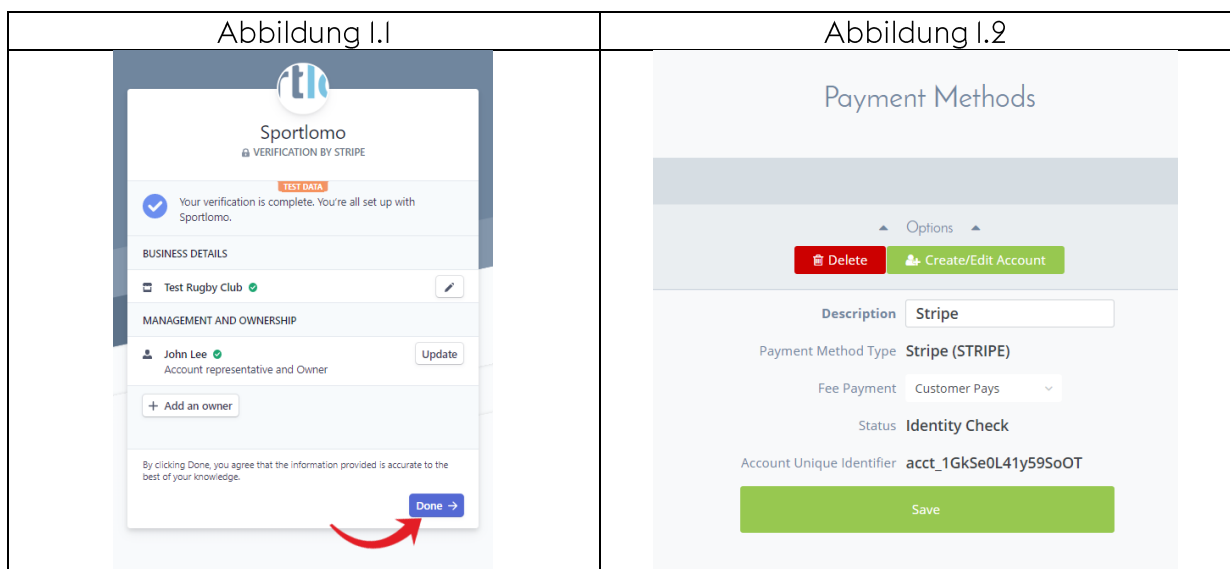 Abbildung 1.1
Abbildung 1.2
rtlo
Sportlomo
VERIFICATION BY STRIPE
TEST DATA
Your verification is complete. You're all set up with
Sportlomo.
BUSINESS DETAILS
Test Rugby Club
MANAGEMENT AND OWNERSHIP
John Lee
Update
Account representative and Owner
+ Add an owner
By clicking Done, you agree that the information provided is accurate to the
best of your knowledge.
Done →
Payment Methods
Options
Delete
Create/Edit Account
Description Stripe
Payment Method Type Stripe (STRIPE)
Fee Payment Customer Pays
Status Identity Check
Account Unique Identifier acct_1GkSe0L41y59SoOT
Save